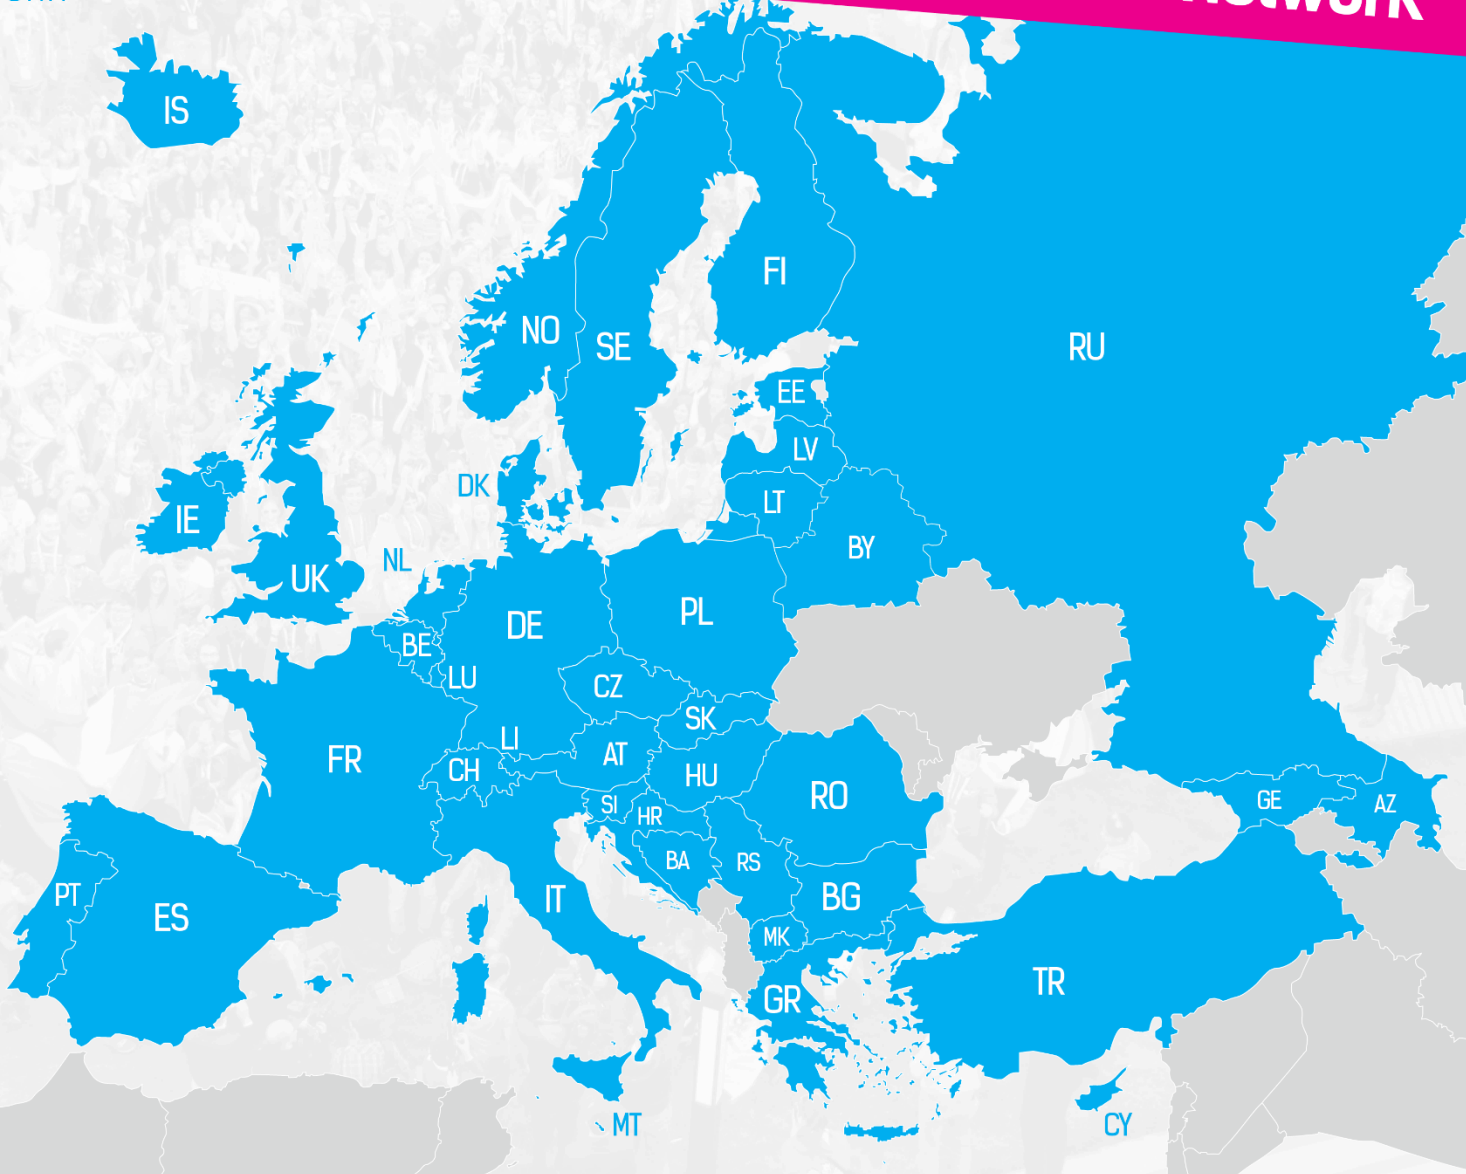 Network
IS
FI
NO
SE
RU
EE
LV
DK
LT
IE
BY
NL
UK
PL
DE
BE
LU
CZ
SK
LI
AT
FR
CH
HU
RO
SI
HR
GE
AZ
BA
RS
PT
IT
BG
ES
MK
TR
GR
MT
CY